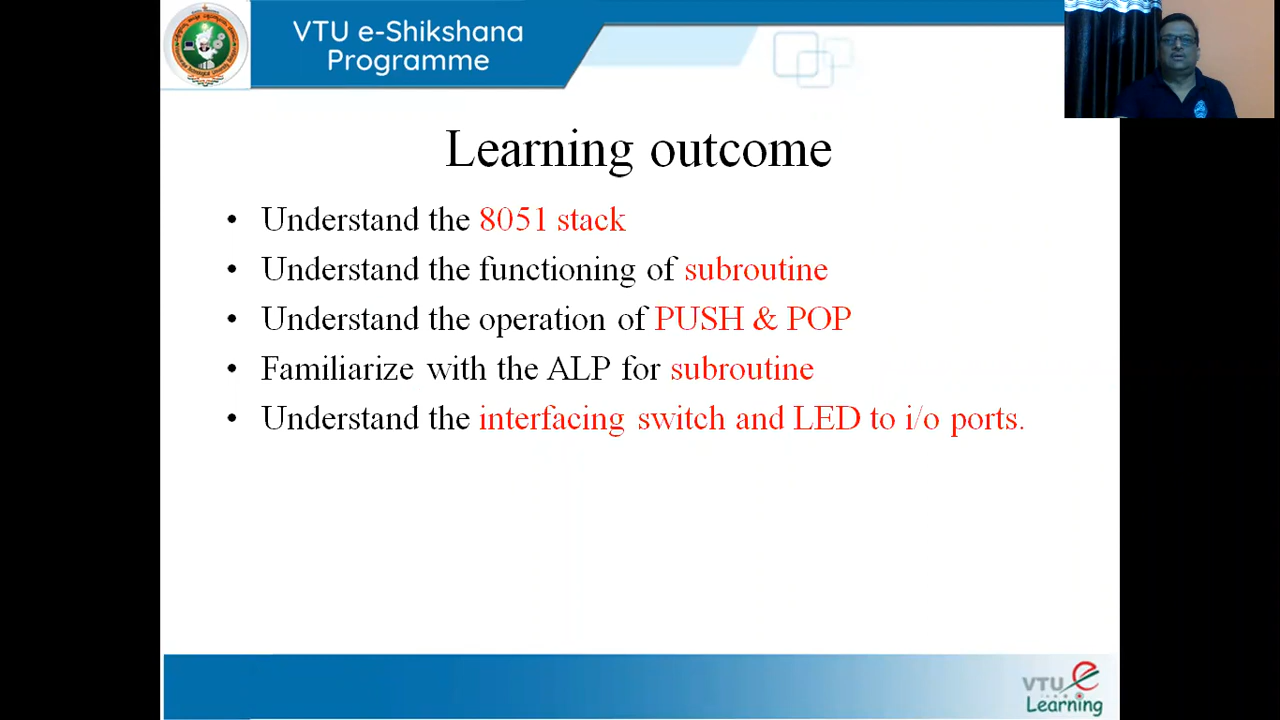 VTU e-Shikshana
Programme
Learning outcome
• Understand the 8051 stack
• Understand the functioning of subroutine
• Understand the operation of PUSH & POP
• Familiarize with the ALP for subroutine
• Understand the interfacing switch and LED to i/o ports.
VTU e
Learning